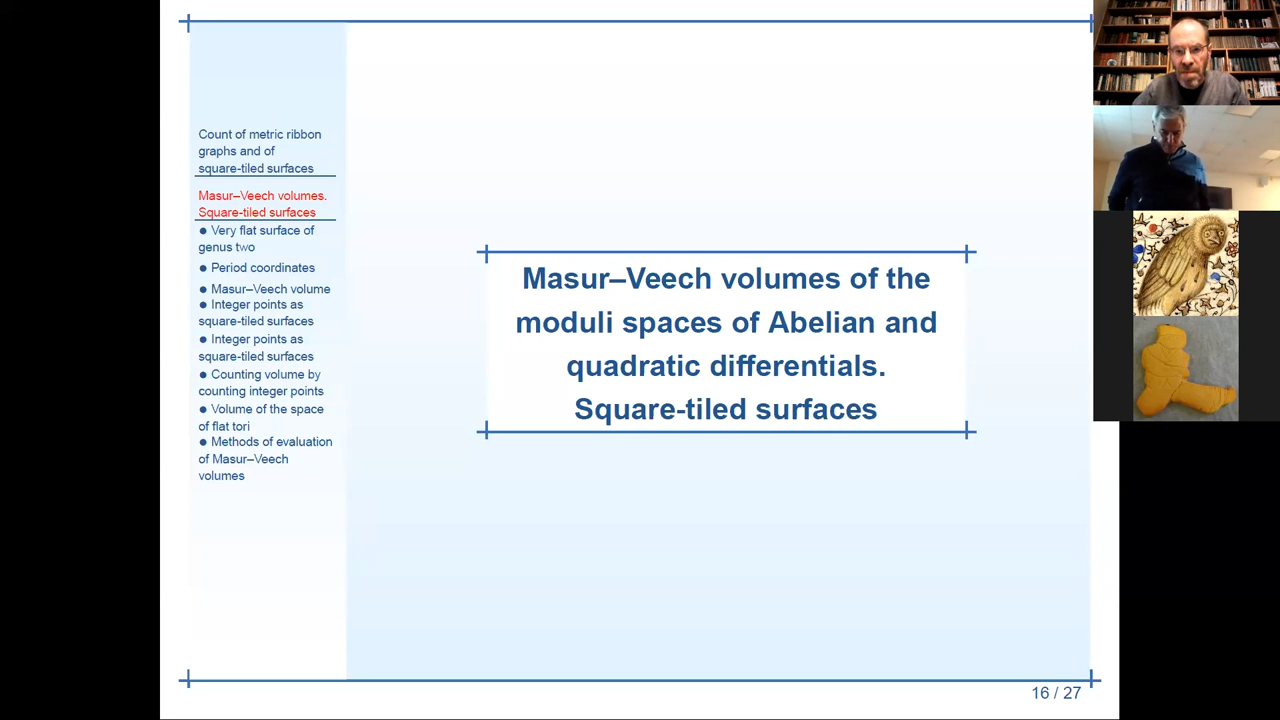 Count of metric ribbon
graphs and of
square-tiled surfaces
Masur–Veech volumes.
Square-tiled surfaces
● Very flat surface of
genus two
● Period coordinates
● Masur–Veech volume
● Integer points as
square-tiled surfaces
● Integer points as
square-tiled surfaces
● Counting volume by
counting integer points
● Volume of the space
of flat tori
● Methods of evaluation
of Masur–Veech
volumes
Masur–Veech volumes of the
moduli spaces of Abelian and
quadratic differentials.
Square-tiled surfaces
16 / 27